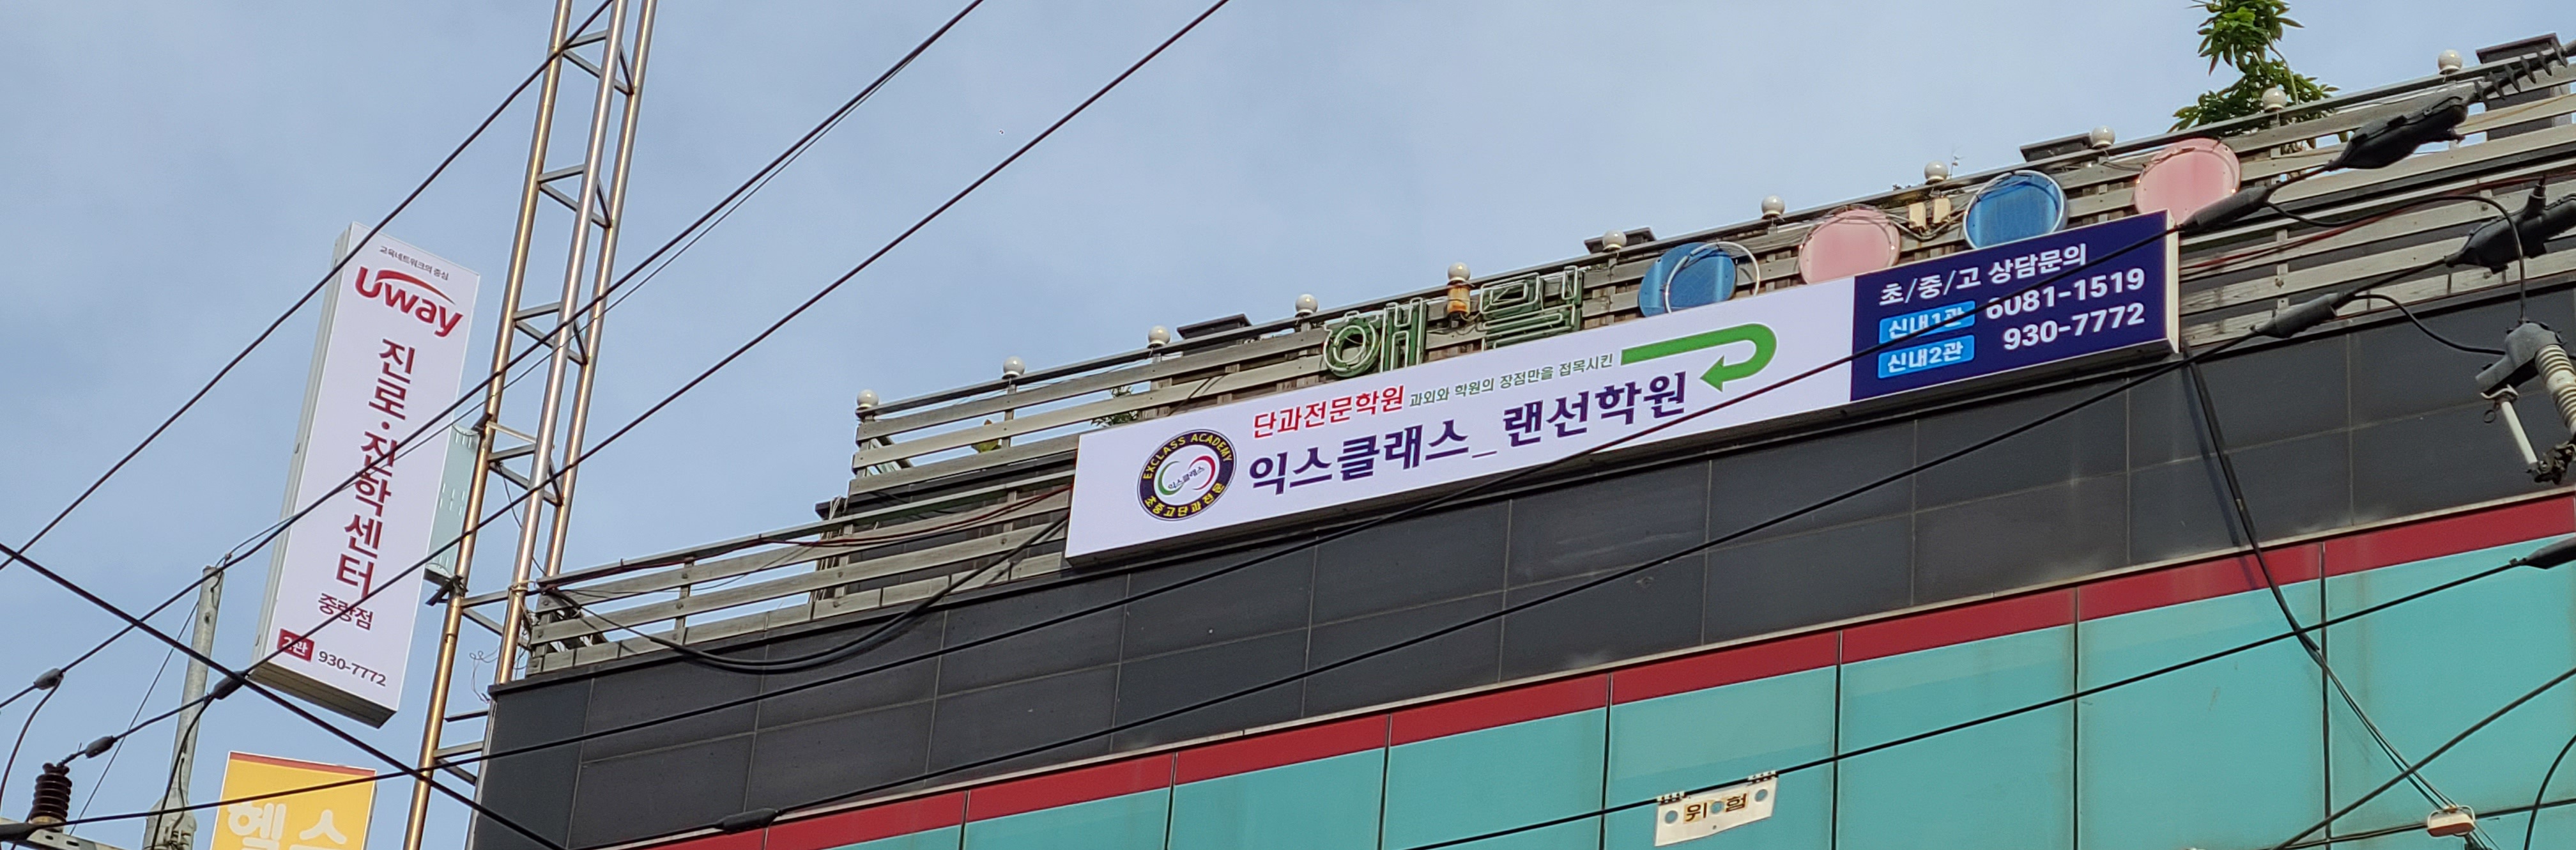 교육네트워크의 중심
uway
진로·진학센터
중랑점
2관 930-7772
헬스
해밀
단과전문학원 과외와 학원의 장점만을 접목시킨
익스클래스_랜선학원
EXCLASS ACADEMY
익스클래스
초중고단과전문
초/중/고 상담문의
신내1관 6081-1519
신내2관 930-7772
위험